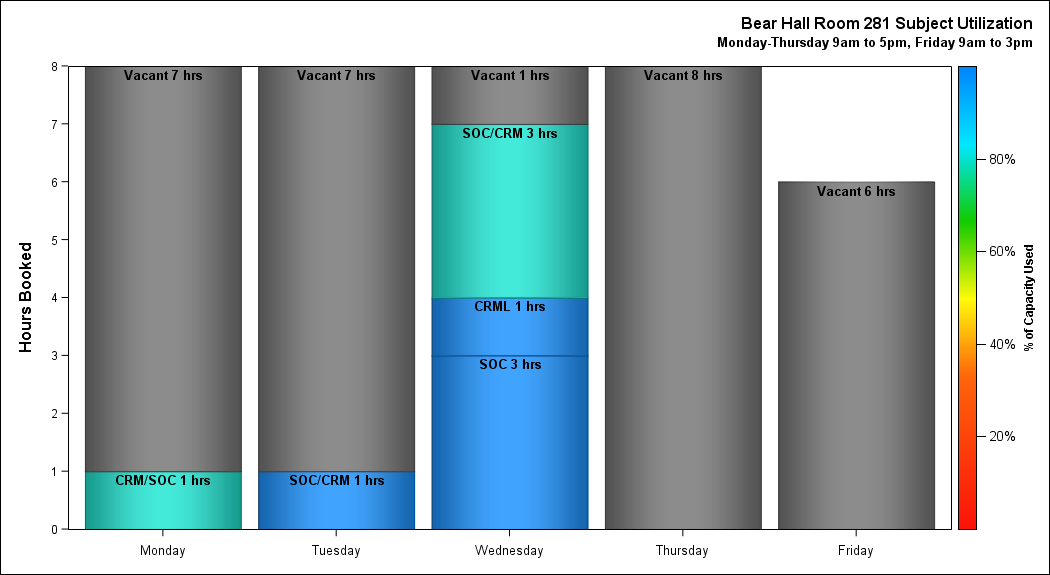 Bear Hall Room 281 Subject Utilization
Monday-Thursday 9am to 5pm, Friday 9am to 3pm
Hours Booked
8
7
6
5
4
3
2
1
0
Vacant 7 hrs
CRM/SOC 1 hrs
Vacant 7 hrs
SOC/CRM 1 hrs
Vacant 1 hrs
SOC/CRM 3 hrs
CRML 1 hrs
SOC 3 hrs
Vacant 8 hrs
Vacant 6 hrs
Monday
Tuesday
Wednesday
Thursday
Friday
80%
60%
40%
20%
% of Capacity Used